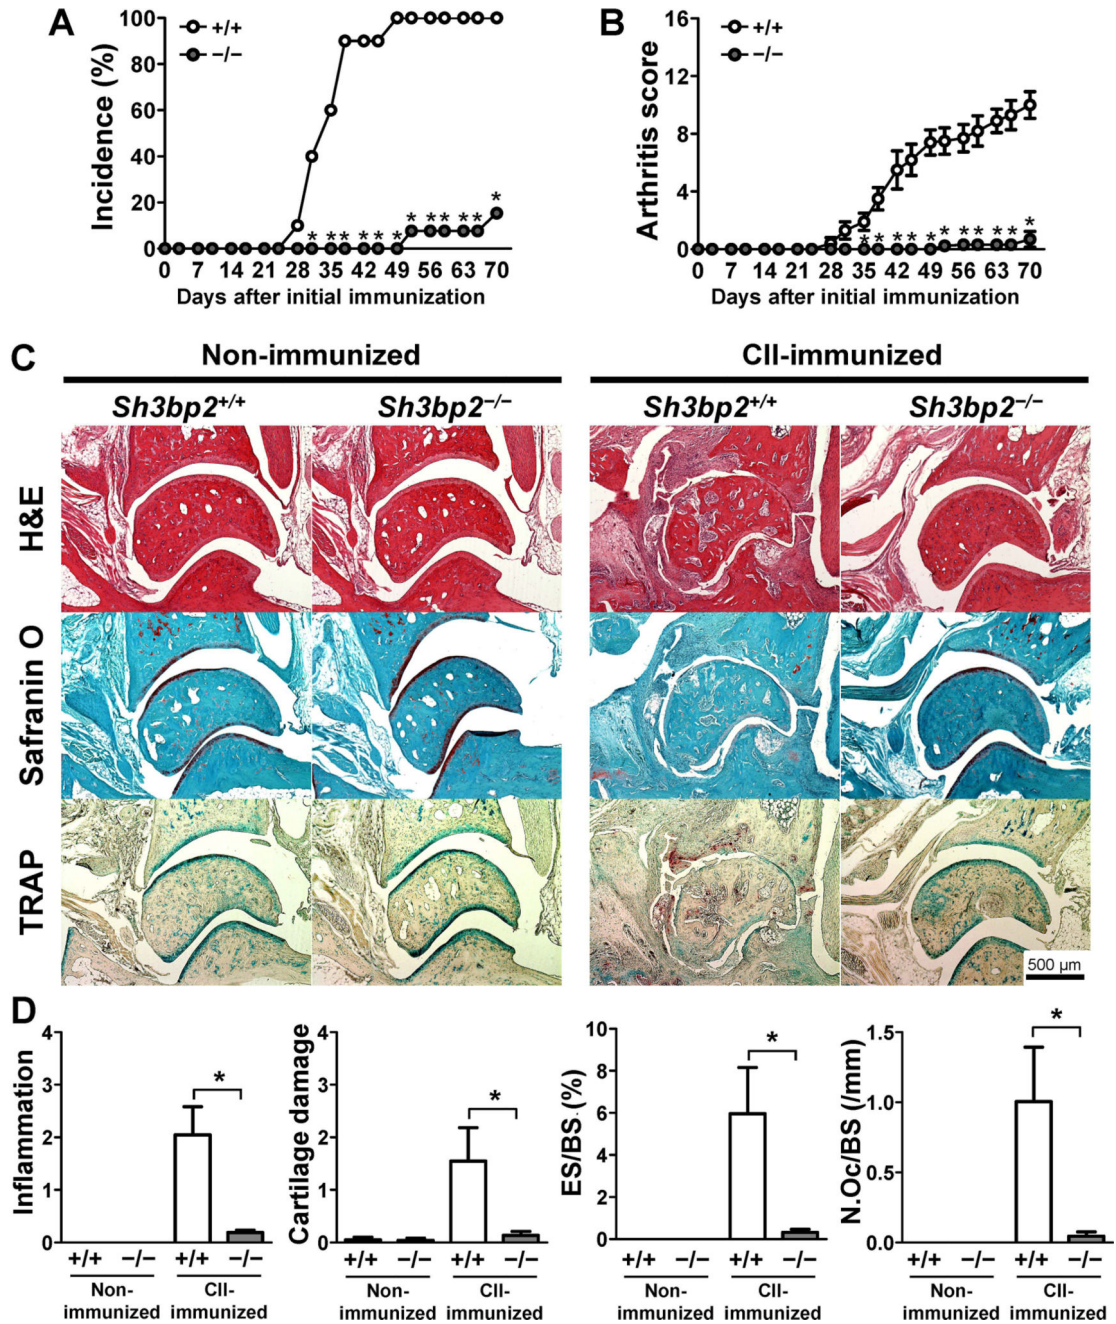 A
+/+
−/−
Incidence (%)
100
80
60
40
20
0
* ** ** * * ** ** *
0 7 14 21 28 35 42 49 56 63 70
Days after initial immunization
B
+/+
−/−
Arthritis score
16
12
8
4
0
** ** * * ** ** *
0 7 14 21 28 35 42 49 56 63 70
Days after initial immunization
C
Non-immunized
CII-immunized
Sh3bp2+/+
Sh3bp2−/−
Sh3bp2+/+
Sh3bp2−/−
H&E
Safranin O
TRAP
500 µm
D
Inflammation
4
3
2
1
0
*
+/+ −/− +/+ −/−
Non-immunized
CII-immunized
Cartilage damage
4
3
2
1
0
*
+/+ −/− +/+ −/−
Non-immunized
CII-immunized
ES/BS (%)
10
8
6
4
2
0
*
+/+ −/− +/+ −/−
Non-immunized
CII-immunized
N.Oc/BS (/mm)
1.5
1.0
0.5
0.0
*
+/+ −/− +/+ −/−
Non-immunized
CII-immunized